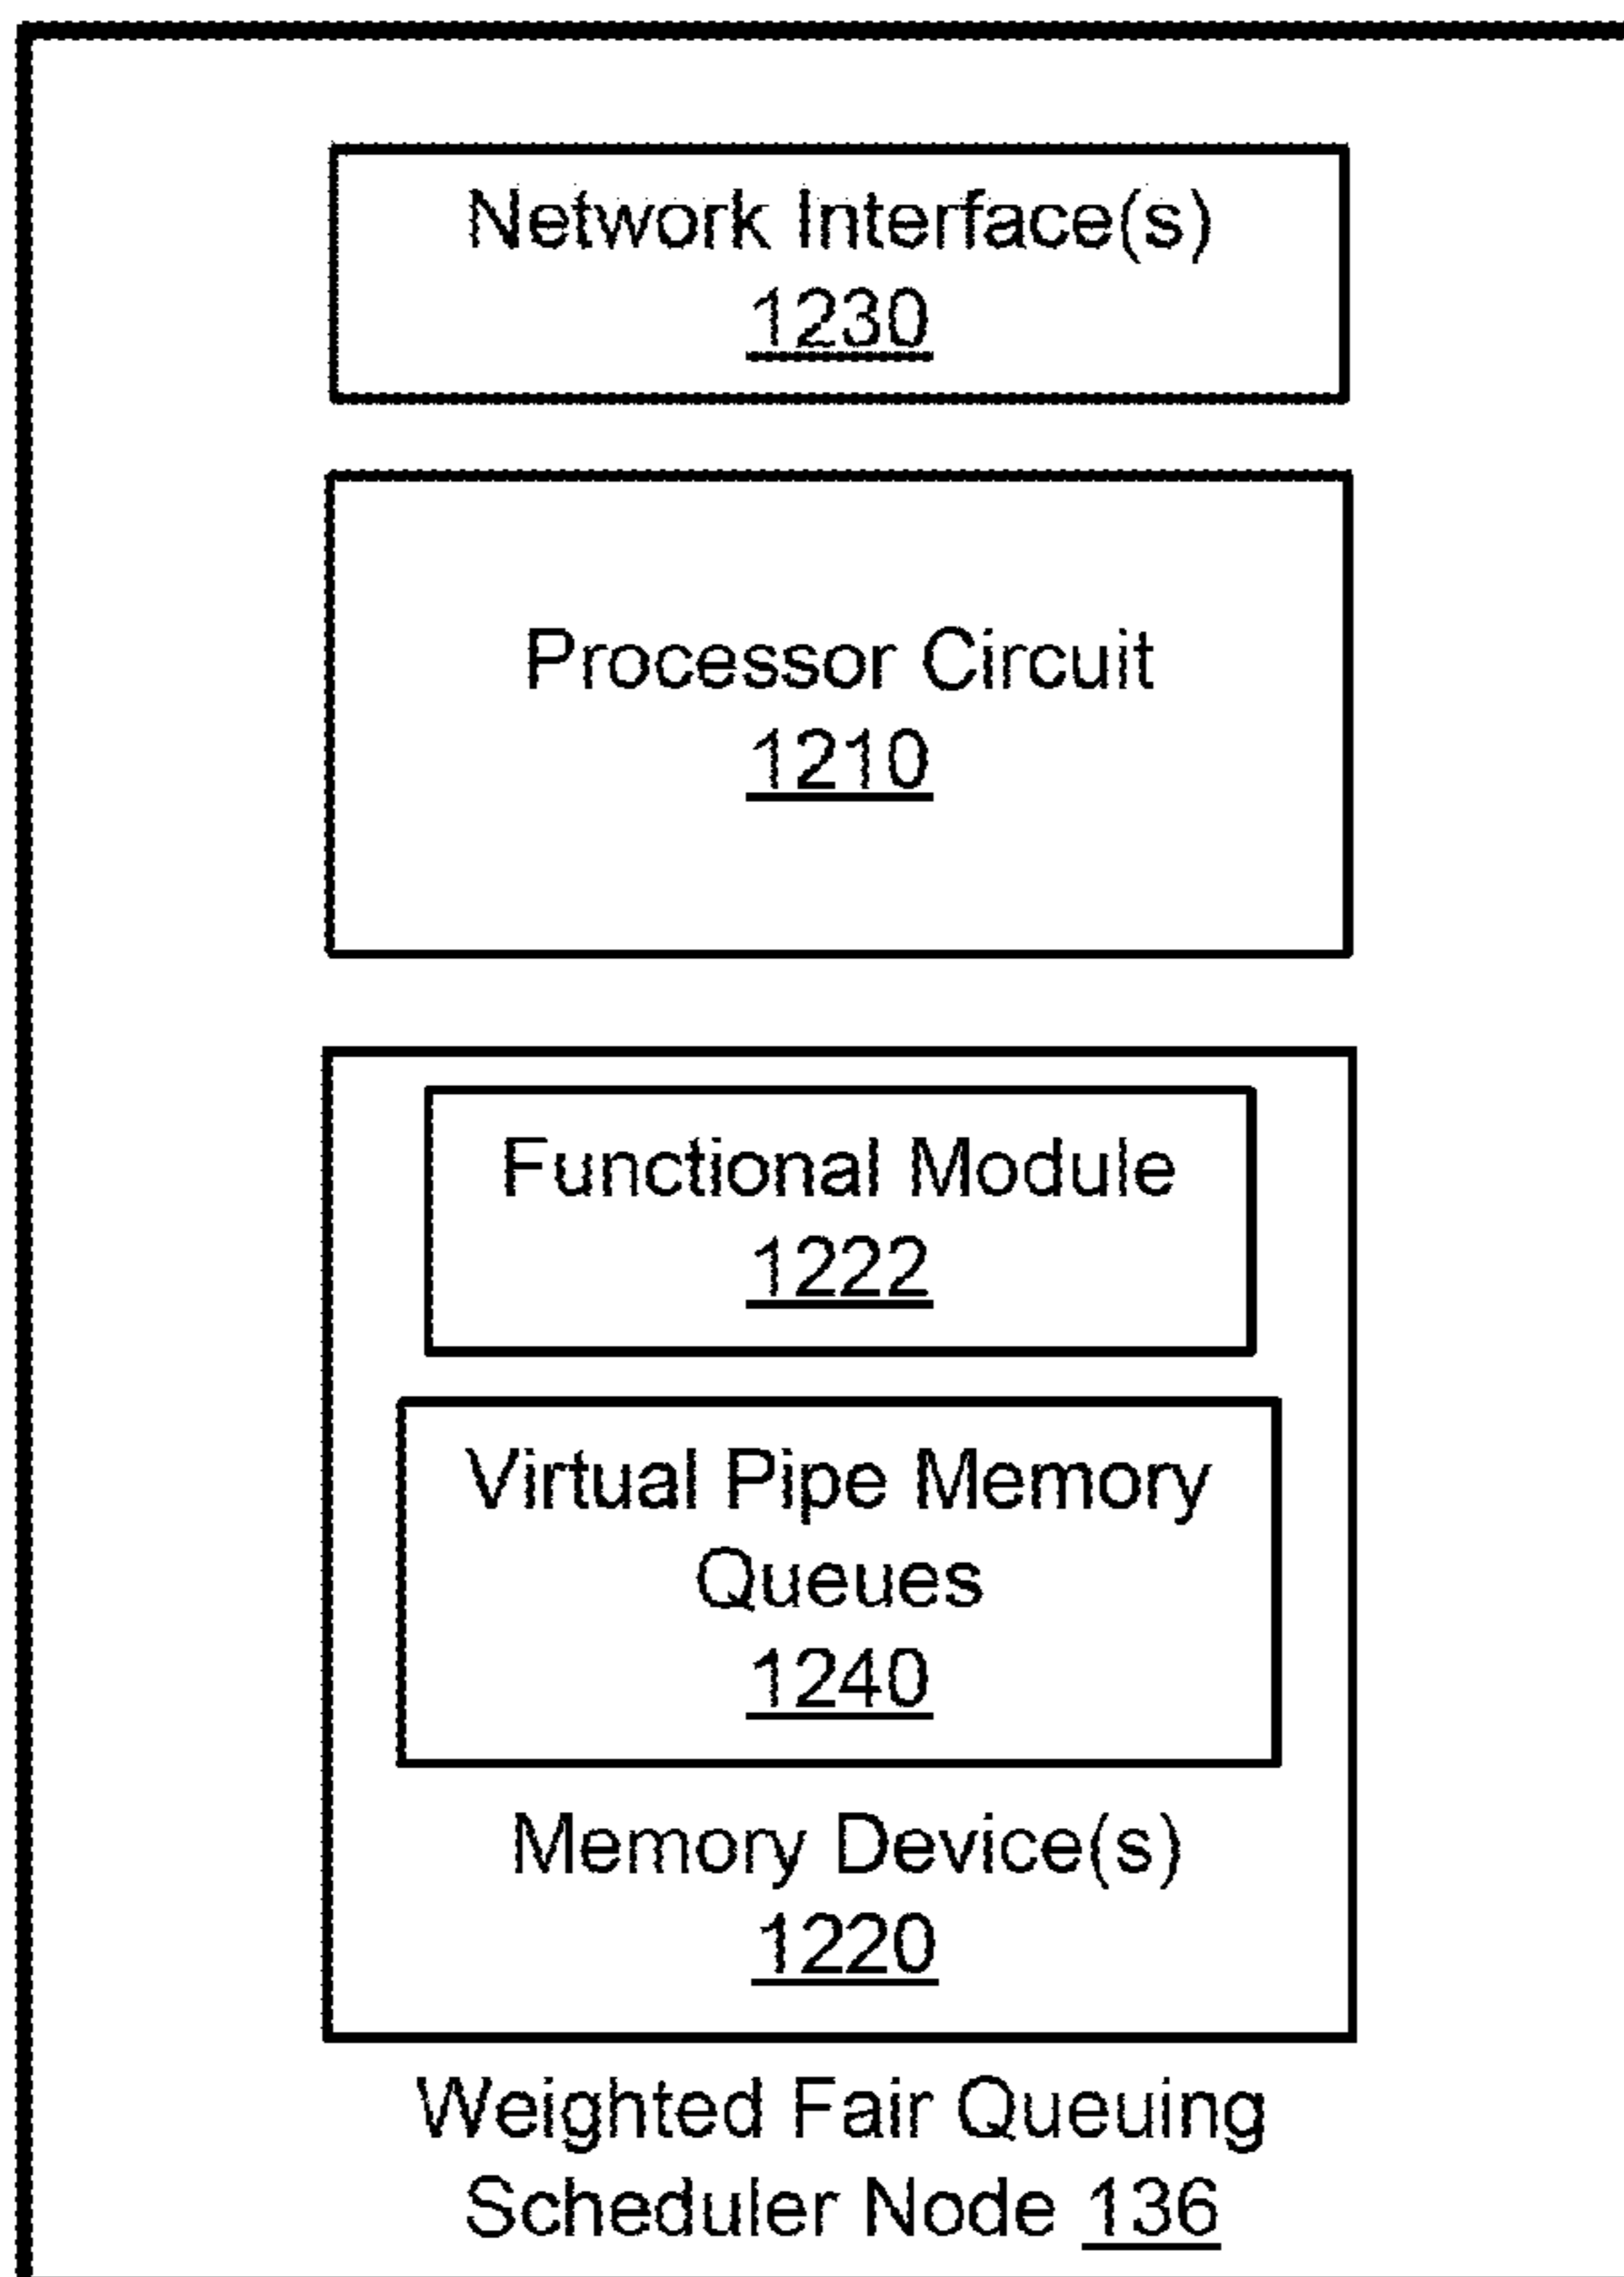 Network Interface(s)
1230
Processor Circuit
1210
Functional Module
1222
Virtual Pipe Memory
Queues
1240
Memory Device(s)
1220
Weighted Fair Queuing
Scheduler Node 136